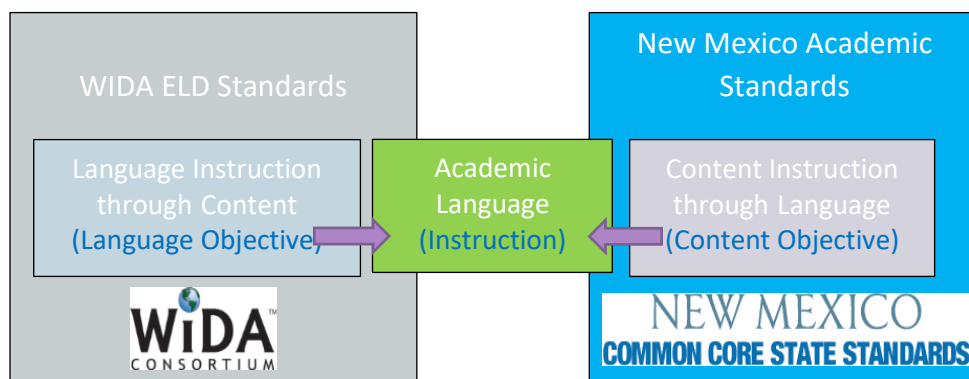 WIDA ELD Standards
New Mexico Academic
Standards
Language Instruction
through Content
(Language Objective)
Academic
Language
(Instruction)
Content Instruction
through Language
(Content Objective)
WiDA™
CONSORTIUM
NEW MEXICO
COMMON CORE STATE STANDARDS